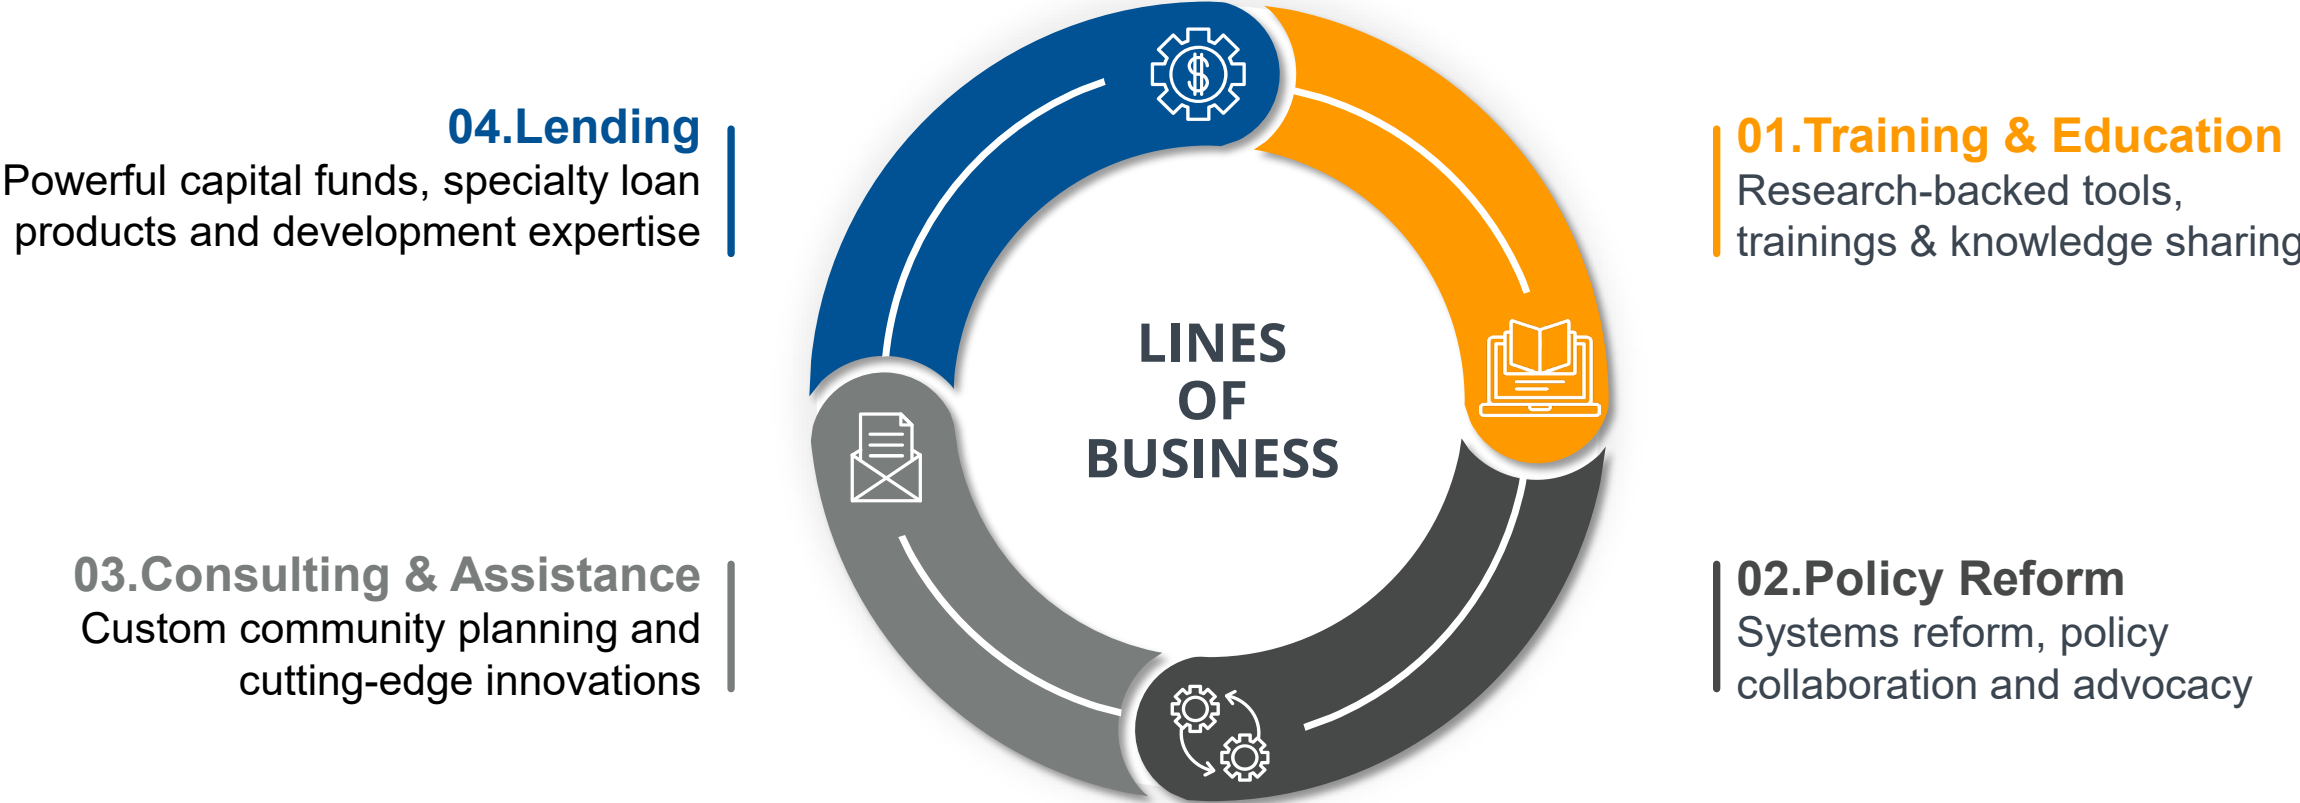 04.Lending
Powerful capital funds, specialty loan
products and development expertise
01.Training & Education
Research-backed tools,
trainings & knowledge sharing
LINES
OF
BUSINESS
03.Consulting & Assistance
Custom community planning and
cutting-edge innovations
02.Policy Reform
Systems reform, policy
collaboration and advocacy
$